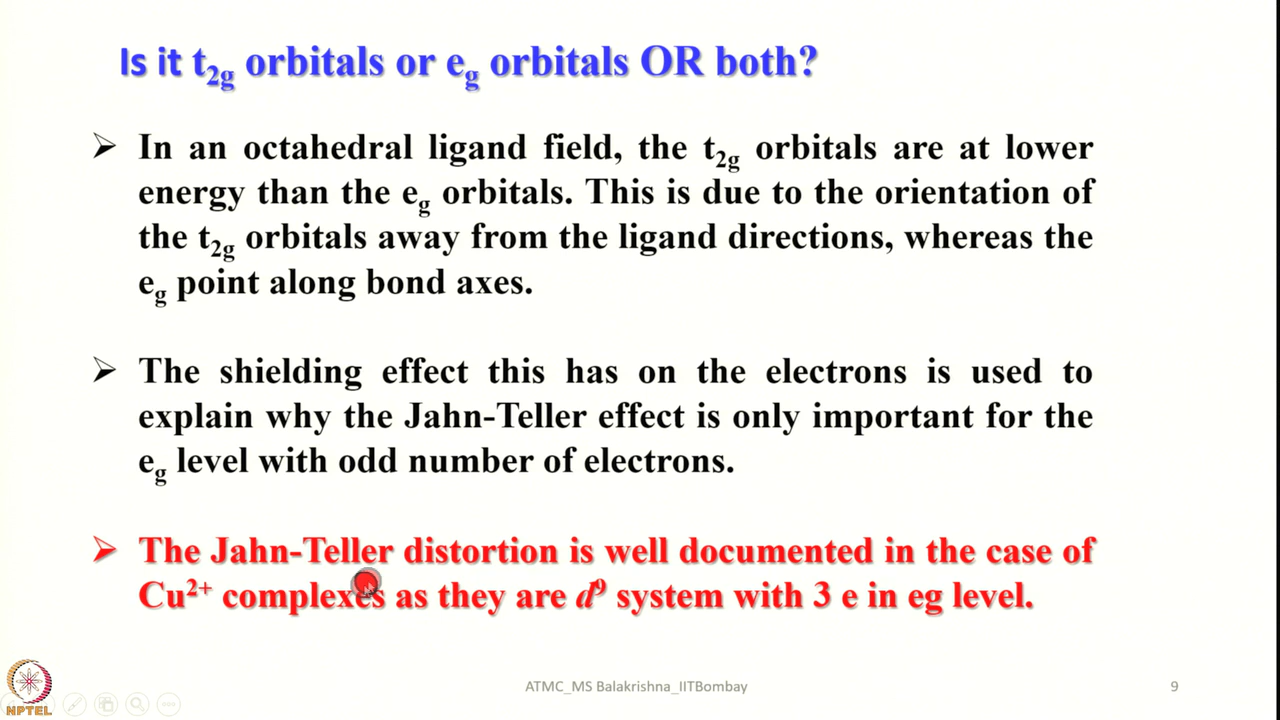 Is it t2g orbitals or eg orbitals OR both?
➢ In an octahedral ligand field, the t2g orbitals are at lower
energy than the eg orbitals. This is due to the orientation of
the t2g orbitals away from the ligand directions, whereas the
eg point along bond axes.
➢ The shielding effect this has on the electrons is used to
explain why the Jahn-Teller effect is only important for the
eg level with odd number of electrons.
➢ The Jahn-Teller distortion is well documented in the case of
Cu2+ complexes as they are d9 system with 3 e in eg level.
NPTEL
ATMC_MS Balakrishna_IITBombay
9